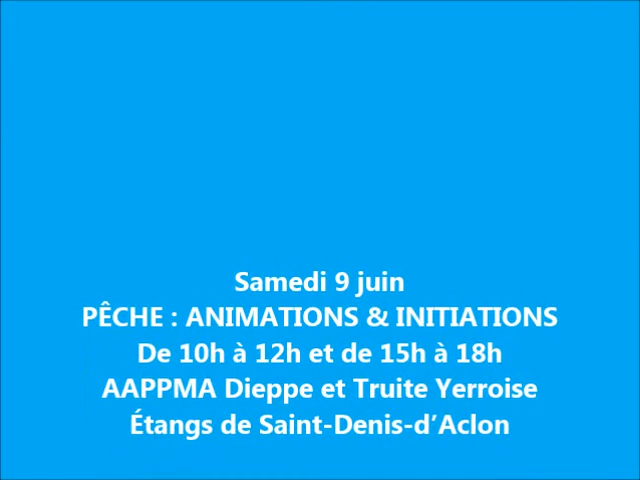 Samedi 9 juin
PÊCHE : ANIMATIONS & INITIATIONS
De 10h à 12h et de 15h à 18h
AAPPMA Dieppe et Truite Yerroise
Étangs de Saint-Denis-d’Aclon